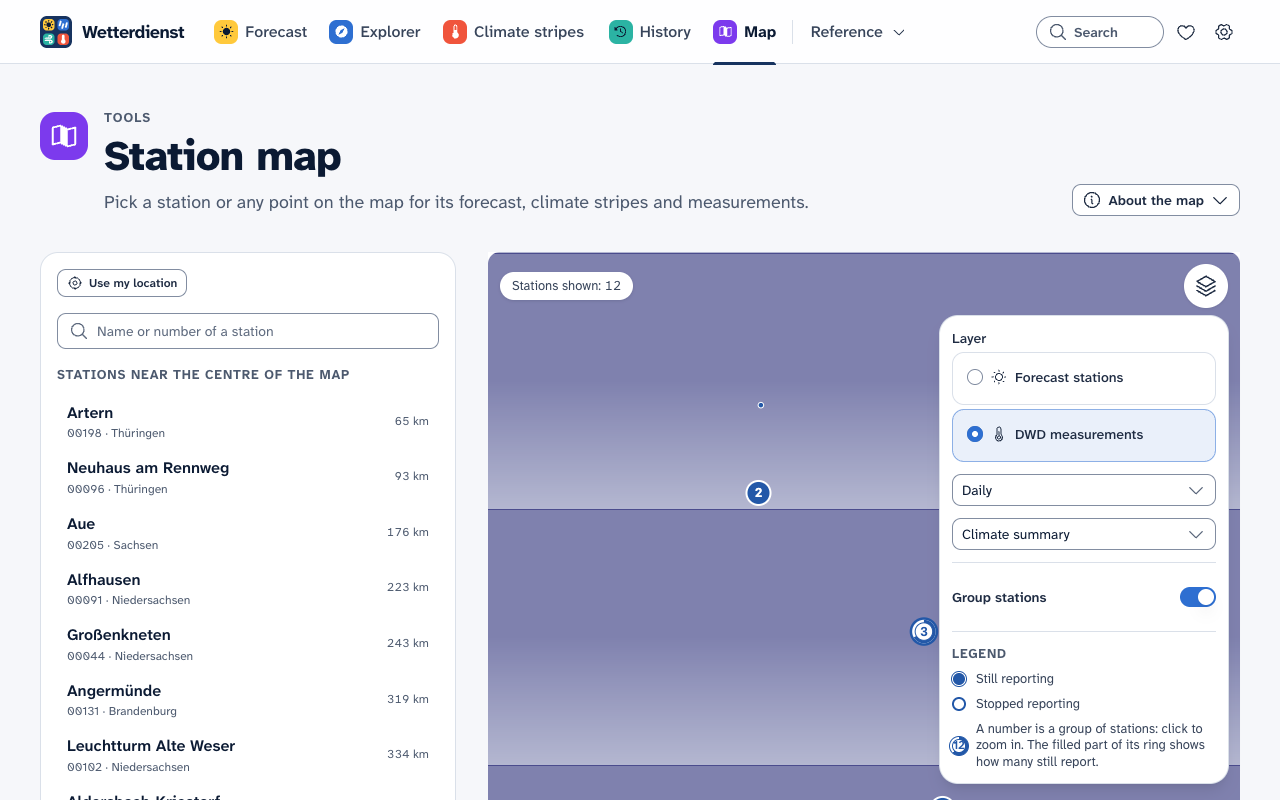 Wetterdienst
Forecast
Explorer
Climate stripes
History
Map
Reference
Search
TOOLS
Station map
Pick a station or any point on the map for its forecast, climate stripes and measurements.
About the map
Use my location
Name or number of a station
STATIONS NEAR THE CENTRE OF THE MAP
Artern
65 km
00198 · Thüringen
Neuhaus am Rennweg
93 km
00096 · Thüringen
Aue
176 km
00205 · Sachsen
Alfhausen
223 km
00091 · Niedersachsen
Großenkneten
243 km
00044 · Niedersachsen
Angermünde
319 km
00131 · Brandenburg
Leuchtturm Alte Weser
334 km
00102 · Niedersachsen
Stations shown: 12
2
3
Layer
Forecast stations
DWD measurements
Daily
Climate summary
Group stations
LEGEND
Still reporting
Stopped reporting
12
A number is a group of stations: click to
zoom in. The filled part of its ring shows
how many still report.